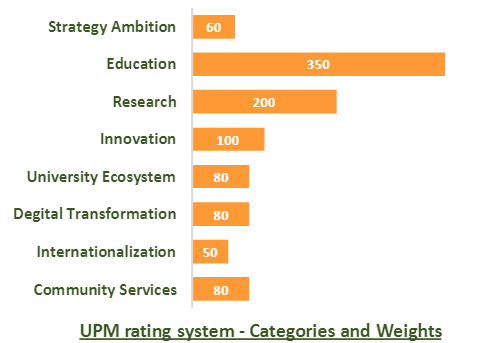 Strategy Ambition 60
Education 350
Research 200
Innovation 100
University Ecosystem 80
Degital Transformation 80
Internationalization 50
Community Services 80
UPM rating system - Categories and Weights